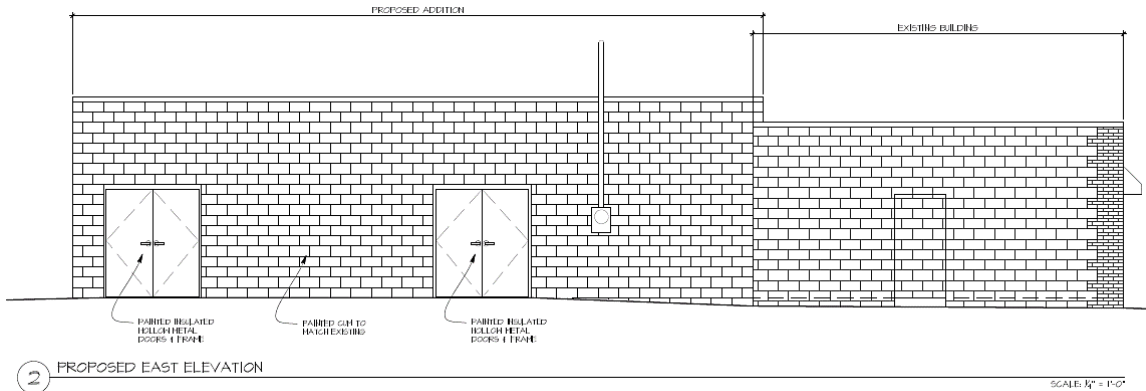 PROPOSED ADDITION
EXISTING BUILDING
PAINTED INSULATED
HOLLOW METAL
DOORS & FRAME
PAINTED CMU TO
MATCH EXISTING
PAINTED INSULATED
HOLLOW METAL
DOORS & FRAME
2
PROPOSED EAST ELEVATION
SCALE: ¼" = 1'-0"